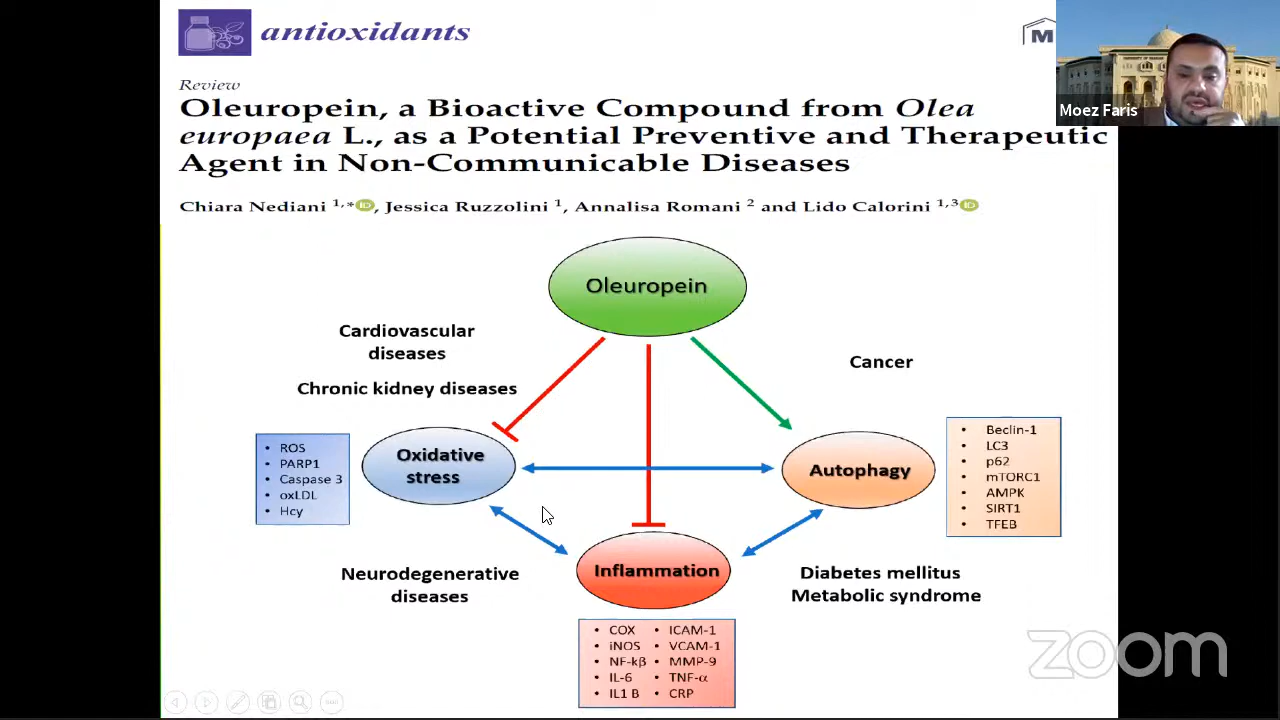 antioxidants
M
Moez Faris
Review
Oleuropein, a Bioactive Compound from Olea
europaea L., as a Potential Preventive and Therapeutic
Agent in Non-Communicable Diseases
Chiara Nediani 1,* iD, Jessica Ruzzolini 1, Annalisa Romani 2 and Lido Calorini 1,3 iD
Oleuropein
Cardiovascular
diseases
Chronic kidney diseases
Cancer
Oxidative
stress
• ROS
• PARP1
• Caspase 3
• oxLDL
• Hcy
Autophagy
• Beclin-1
• LC3
• p62
• mTORC1
• AMPK
• SIRT1
• TFEB
Neurodegenerative
diseases
Inflammation
Diabetes mellitus
Metabolic syndrome
• COX • ICAM-1
• iNOS • VCAM-1
• NF-kβ • MMP-9
• IL-6 • TNF-α
• IL1 B • CRP
zoom